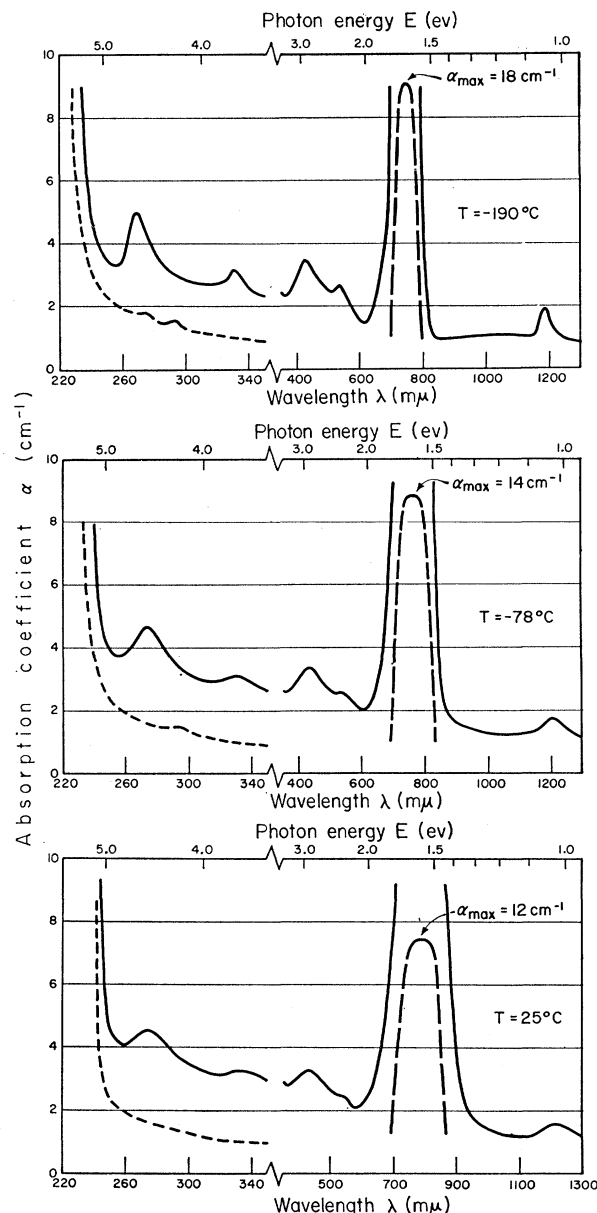 Photon energy E (ev)
5.0 4.0 3.0 2.0 1.5 1.0
10
8
6
4
2
0
αmax = 18 cm⁻¹
T = -190°C
220 260 300 340 400 600 800 1000 1200
Wavelength λ (mμ)
Absorption coefficient α (cm⁻¹)
Photon energy E (ev)
5.0 4.0 3.0 2.0 1.5 1.0
10
8
6
4
2
0
αmax = 14 cm⁻¹
T = -78°C
220 260 300 340 400 600 800 1000 1200
Wavelength λ (mμ)
Photon energy E (ev)
5.0 4.0 3.0 2.0 1.5 1.0
10
8
6
4
2
0
αmax = 12 cm⁻¹
T = 25°C
220 260 300 340 500 700 900 1100 1300
Wavelength λ (mμ)